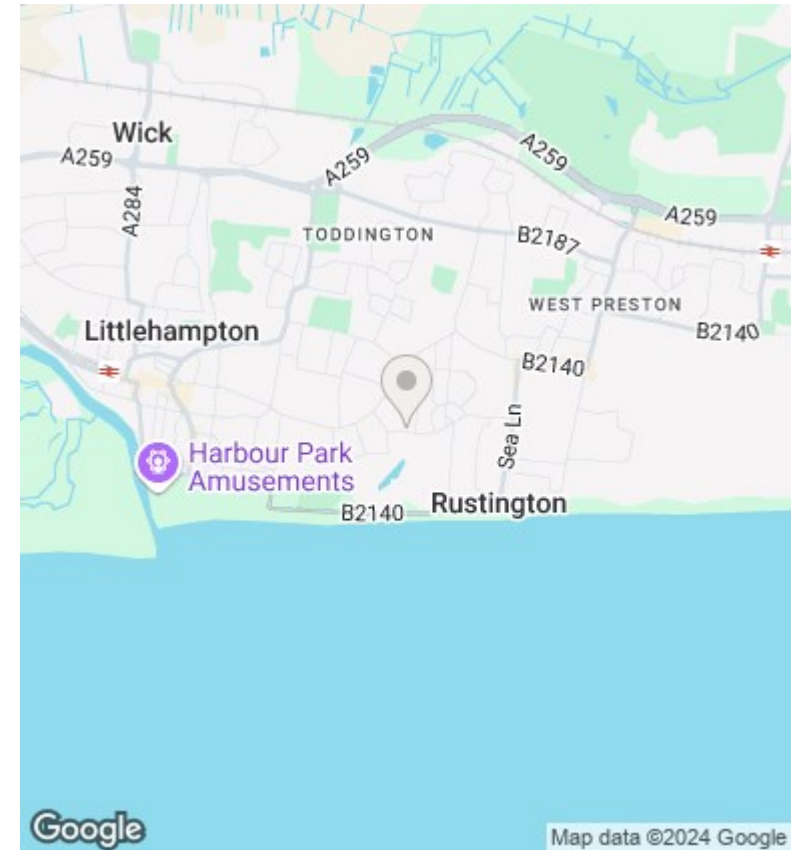 Wick
A259
A284
A259
A259
A259
TODDINGTON
B2187
WEST PRESTON
B2140
Littlehampton
B2140
Sea Ln
Harbour Park
Amusements
B2140
Rustington
Google
Map data ©2024 Google